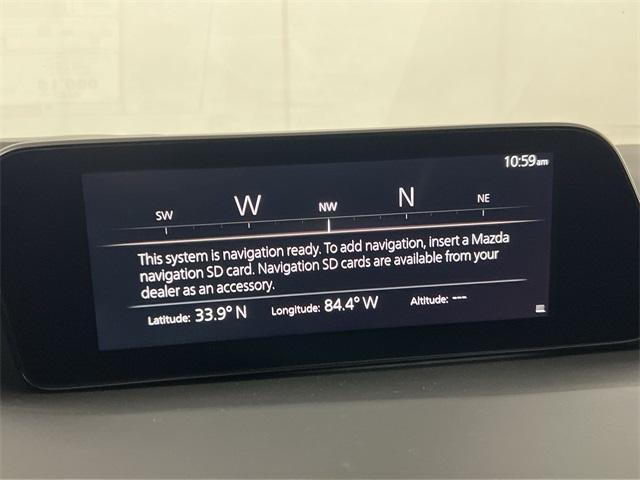 10:59am
SW W NW N NE
This system is navigation ready. To add navigation, insert a Mazda
navigation SD card. Navigation SD cards are available from your
dealer as an accessory.
Latitude: 33.9° N Longitude: 84.4° W Altitude: ---